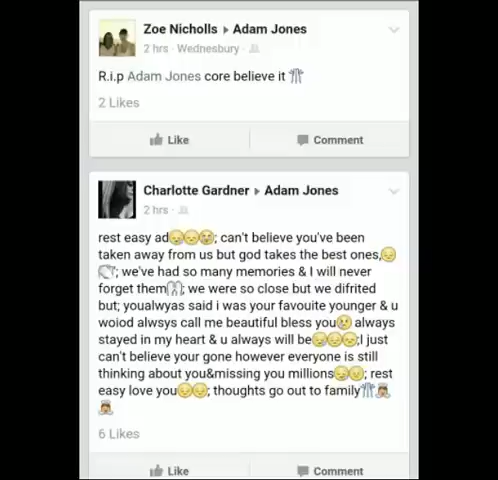 Zoe Nicholls ▸ Adam Jones
2 hrs · Wednesbury ·
R.i.p Adam Jones core believe it
2 Likes
Like Comment
Charlotte Gardner ▸ Adam Jones
2 hrs ·
rest easy ad😔😔😢; can't believe you've been
taken away from us but god takes the best ones,😔
; we've had so many memories & I will never
forget them; we were so close but we difrited
but; youalwyas said i was your favouite younger & u
woiod alwsys call me beautiful bless you😢 always
stayed in my heart & u always will be😔😔😔;I just
can't believe your gone however everyone is still
thinking about you&missing you millions😔😔; rest
easy love you😔😔; thoughts go out to family
6 Likes
Like Comment